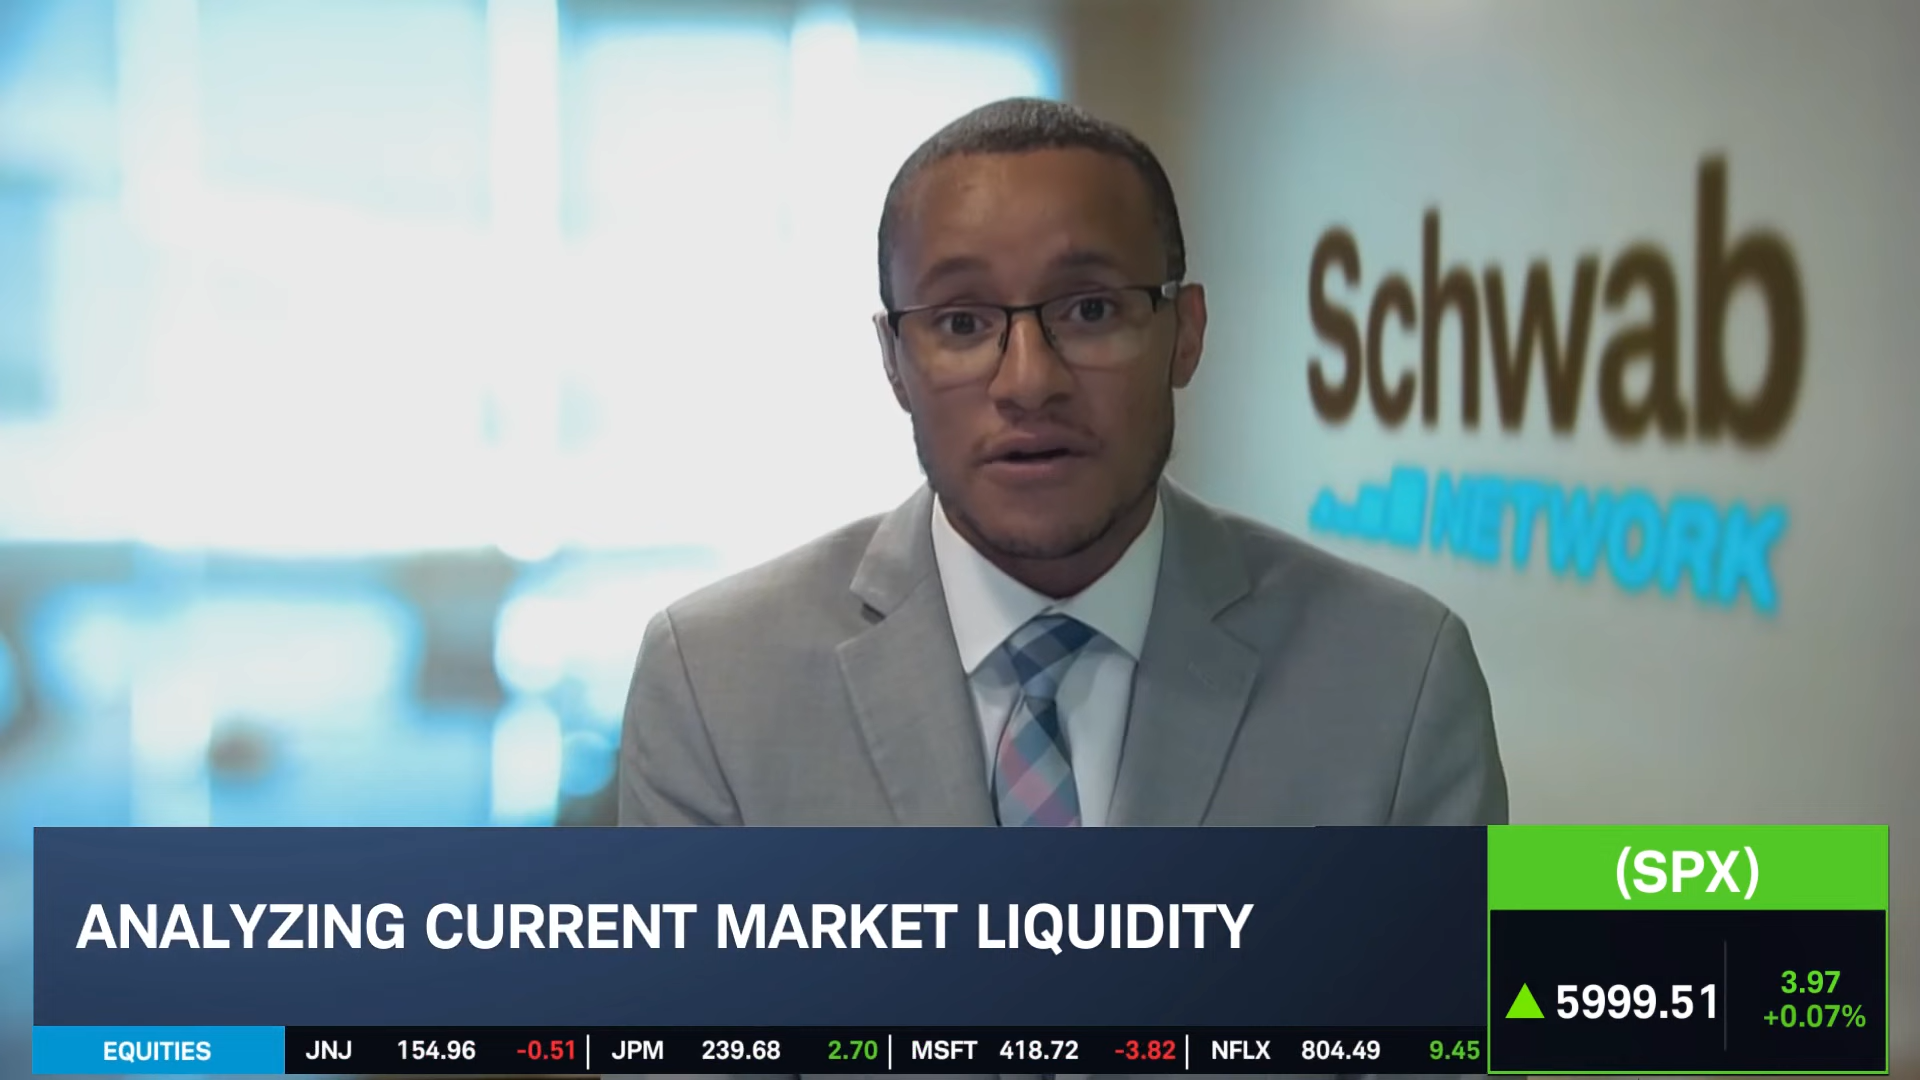 Schwab
NETWORK
ANALYZING CURRENT MARKET LIQUIDITY
(SPX)
5999.51
3.97
+0.07%
EQUITIES JNJ 154.96 -0.51 JPM 239.68 2.70 MSFT 418.72 -3.82 NFLX 804.49 9.45